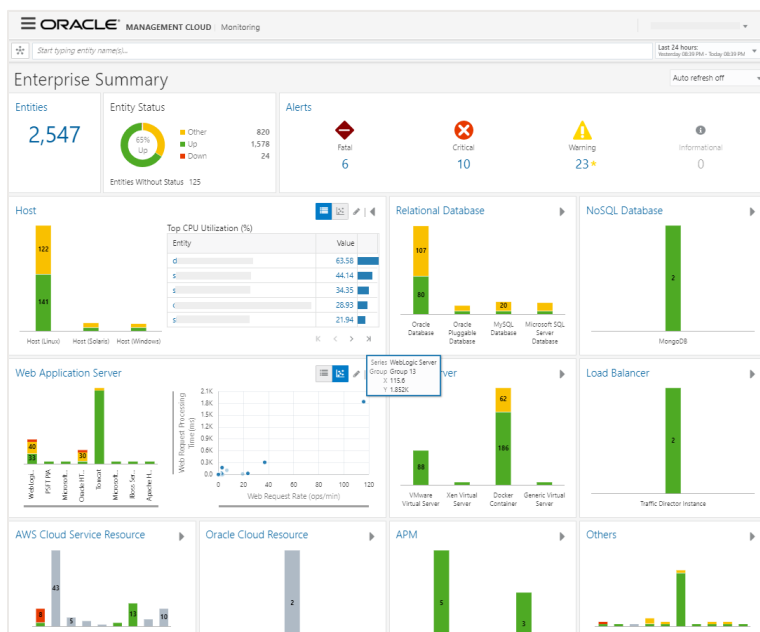 ORACLE® MANAGEMENT CLOUD Monitoring
Start typing entity name(s)...
Last 24 hours:
Yesterday 08:39 PM - Today 08:39 PM
Enterprise Summary
Auto refresh off
Entities
2,547
Entity Status
65%
Up
Other 820
Up 1,578
Down 24
Entities Without Status 125
Alerts
Fatal
6
Critical
10
Warning
23
Informational
0
Host
122
141
Host (Linux) Host (Solaris) Host (Windows)
Top CPU Utilization (%)
Entity Value
d 63.58
s 44.14
s 34.35
28.93
s 21.94
Relational Database
107
80
20
Oracle Database
Oracle Pluggable Database
MySQL Database
Microsoft SQL Server Database
NoSQL Database
2
MongoDB
Web Application Server
40
33
30
Weblogi...
PSFT PIA
Microsoft...
Oracle HT...
Tomcat
Microsoft...
JBoss Ser...
Apache H...
Web Request Processing Time (ms)
2.1K
1.8K
1.5K
1.2K
0.9K
0.6K
0.3K
0.0
0 20 40 60 80 100 120
Web Request Rate (ops/min)
Series WebLogic Server
Group Group 13
X 115.6
Y 1.852K
rver
88
62
186
VMware Virtual Server
Xen Virtual Server
Docker Container
Generic Virtual Server
Load Balancer
2
Traffic Director Instance
AWS Cloud Service Resource
8
43
5
13
10
Oracle Cloud Resource
2
APM
5
3
Others